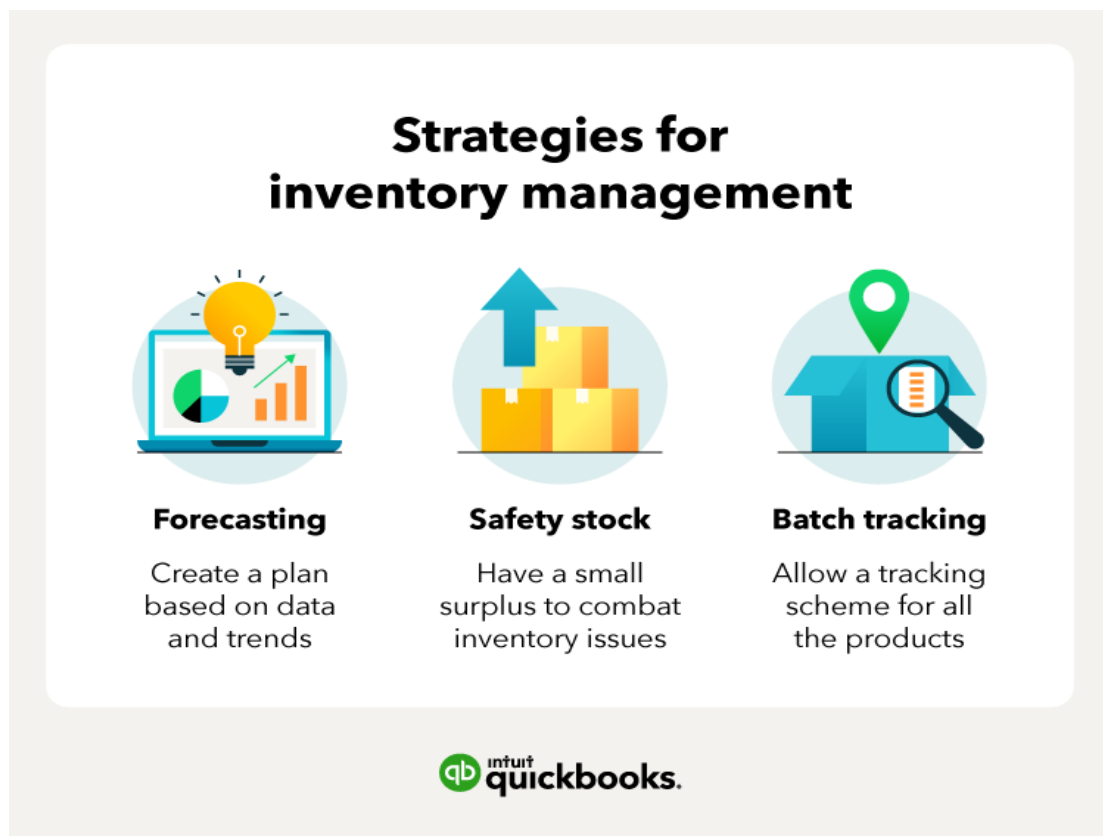 Strategies for
inventory management
Forecasting
Create a plan
based on data
and trends
Safety stock
Have a small
surplus to combat
inventory issues
Batch tracking
Allow a tracking
scheme for all
the products
qb
intuit
quickbooks.